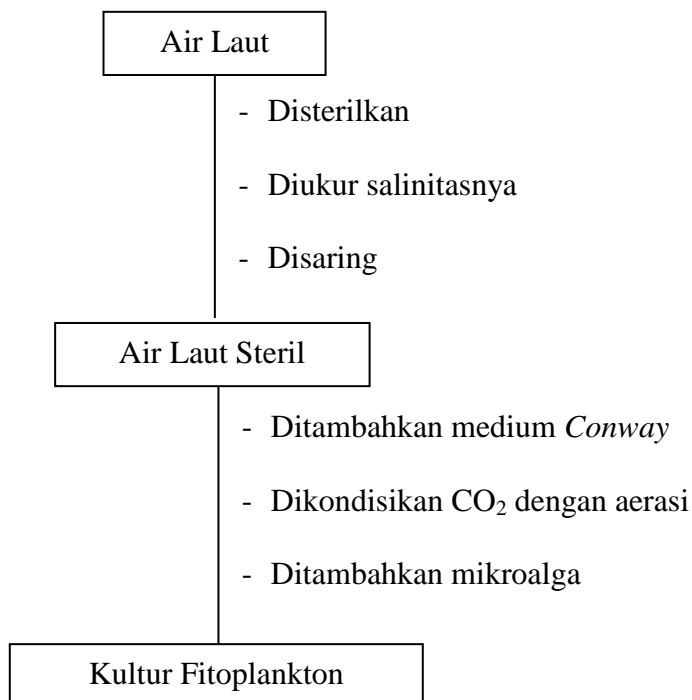 Air Laut
- Disterilkan
- Diukur salinitasnya
- Disaring
Air Laut Steril
- Ditambahkan medium Conway
- Dikondisikan CO₂ dengan aerasi
- Ditambahkan mikroalga
Kultur Fitoplankton